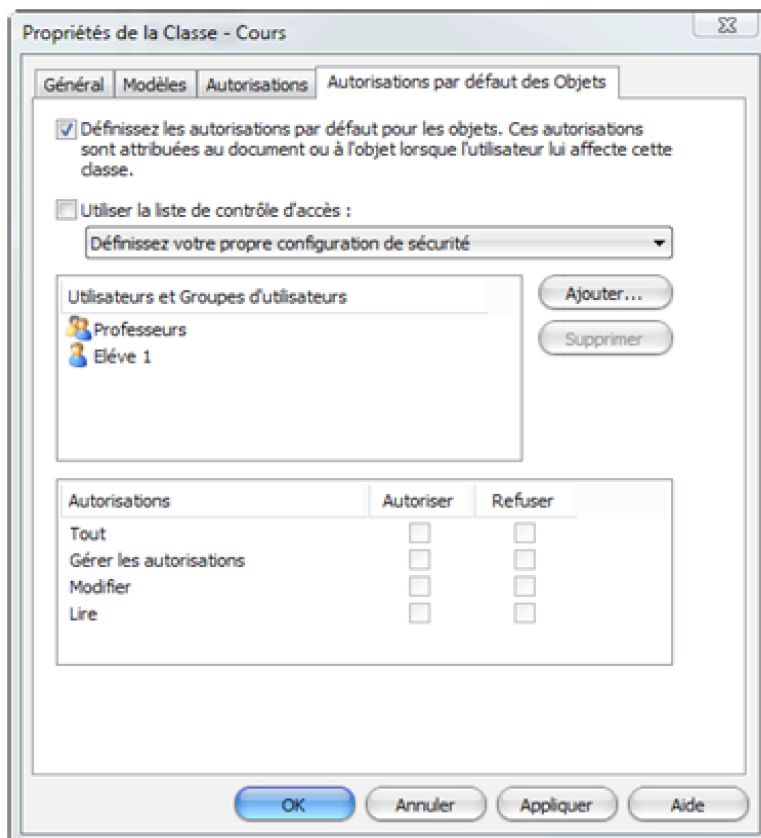 Propriétés de la Classe - Cours
Général Modèles Autorisations Autorisations par défaut des Objets
Définissez les autorisations par défaut pour les objets. Ces autorisations
sont attribuées au document ou à l'objet lorsque l'utilisateur lui affecte cette
classe.
Utiliser la liste de contrôle d'accès :
Définissez votre propre configuration de sécurité
Utilisateurs et Groupes d'utilisateurs
Ajouter...
Professeurs
Supprimer
Eléve 1
Autorisations Autoriser Refuser
Tout
Gérer les autorisations
Modifier
Lire
OK Annuler Appliquer Aide